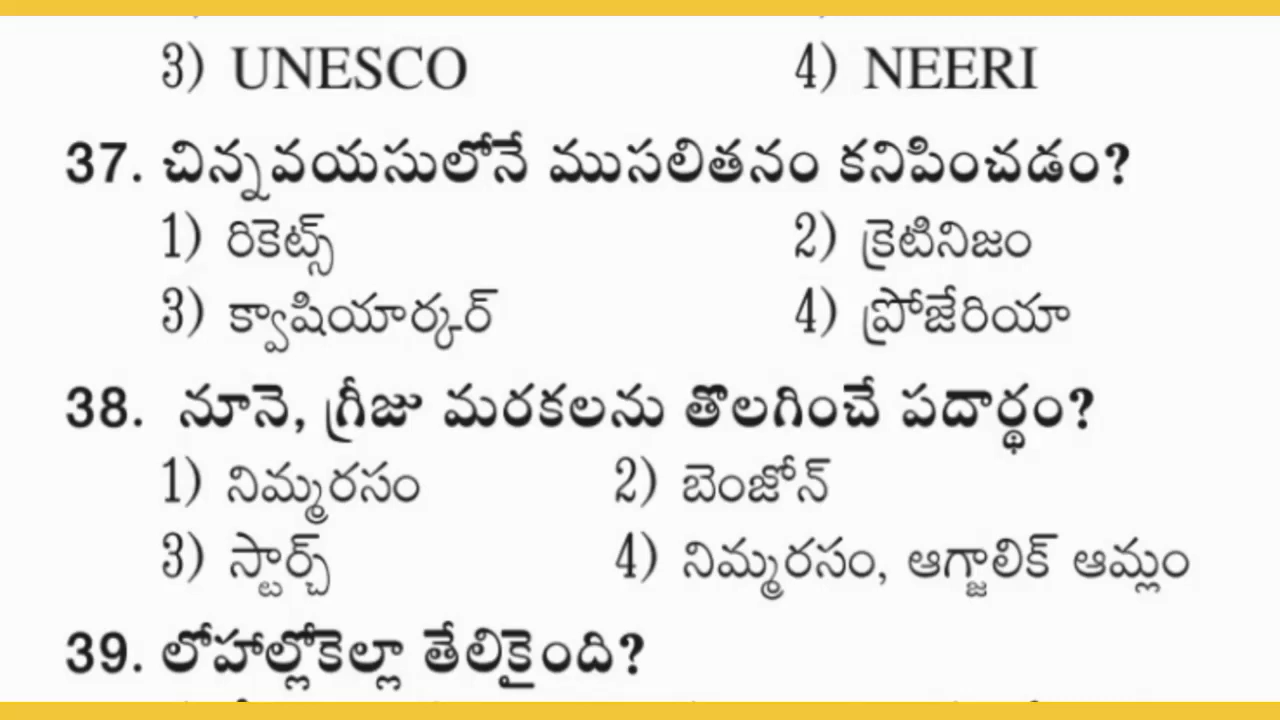 3) UNESCO 4) NEERI
37. చిన్నవయసులోనే ముసలితనం కనిపించడం?
1) రికెట్స్ 2) క్రెటినిజం
3) క్వాషియార్కర్ 4) ప్రోజేరియా
38. నూనె, గ్రీజు మరకలను తొలగించే పదార్థం?
1) నిమ్మరసం 2) బెంజోన్
3) స్టార్చ్ 4) నిమ్మరసం, ఆగ్జాలిక్ ఆమ్లం
39. లోహాల్లోకెల్లా తేలికైంది?